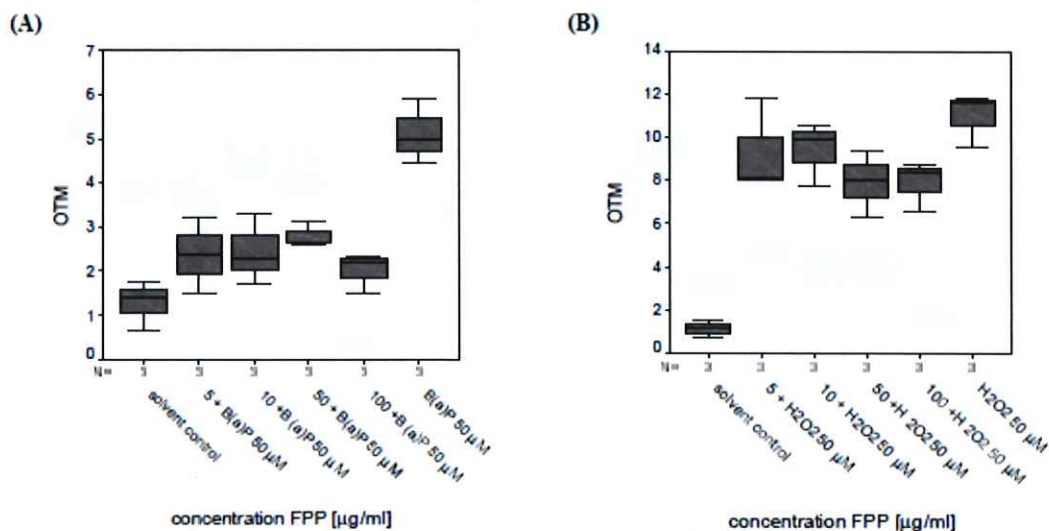 (A)
7
6
5
4
3
2
1
0
OTM
N =
3 3 3 3 3 3
solvent control
5 + B(a)P 50 µM
10 +B (a)P 50 µM
50 + B(a)P 50 µM
100 +B (a)P 50 µM
B(a)P 50 µM
concentration FPP [µg/ml]
(B)
14
12
10
8
6
4
2
0
OTM
N =
3 3 3 3 3 3
solvent control
5 + H2O2 50 µM
10 + H2O2 50 µM
50 +H 2O2 50 µM
100 +H 2O2 50 µM
H2O2 50 µM
concentration FPP [µg/ml]